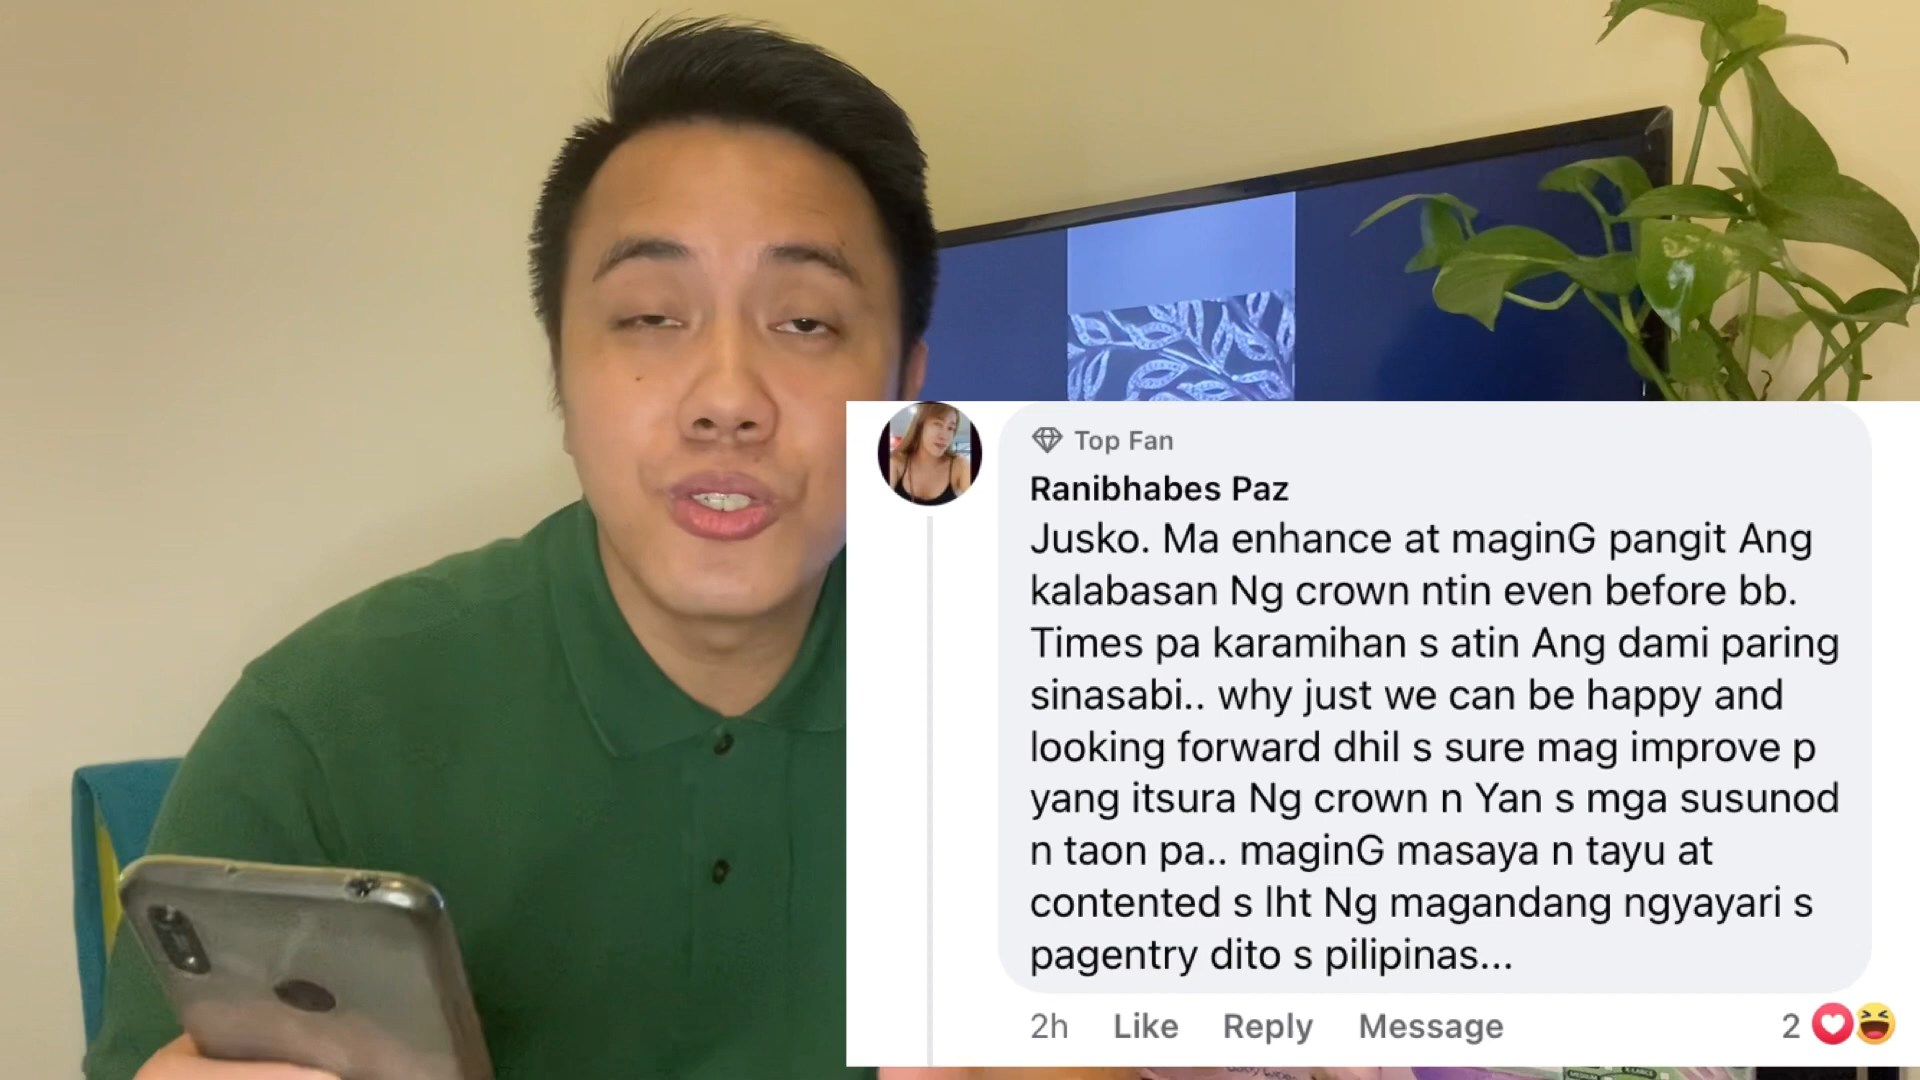 Top Fan
Ranibhabes Paz
Jusko. Ma enhance at maginG pangit Ang
kalabasan Ng crown ntin even before bb.
Times pa karamihan s atin Ang dami paring
sinasabi.. why just we can be happy and
looking forward dhil s sure mag improve p
yang itsura Ng crown n Yan s mga susunod
n taon pa.. maginG masaya n tayu at
contented s lht Ng magandang ngyayari s
pagentry dito s pilipinas...
2h Like Reply Message 2